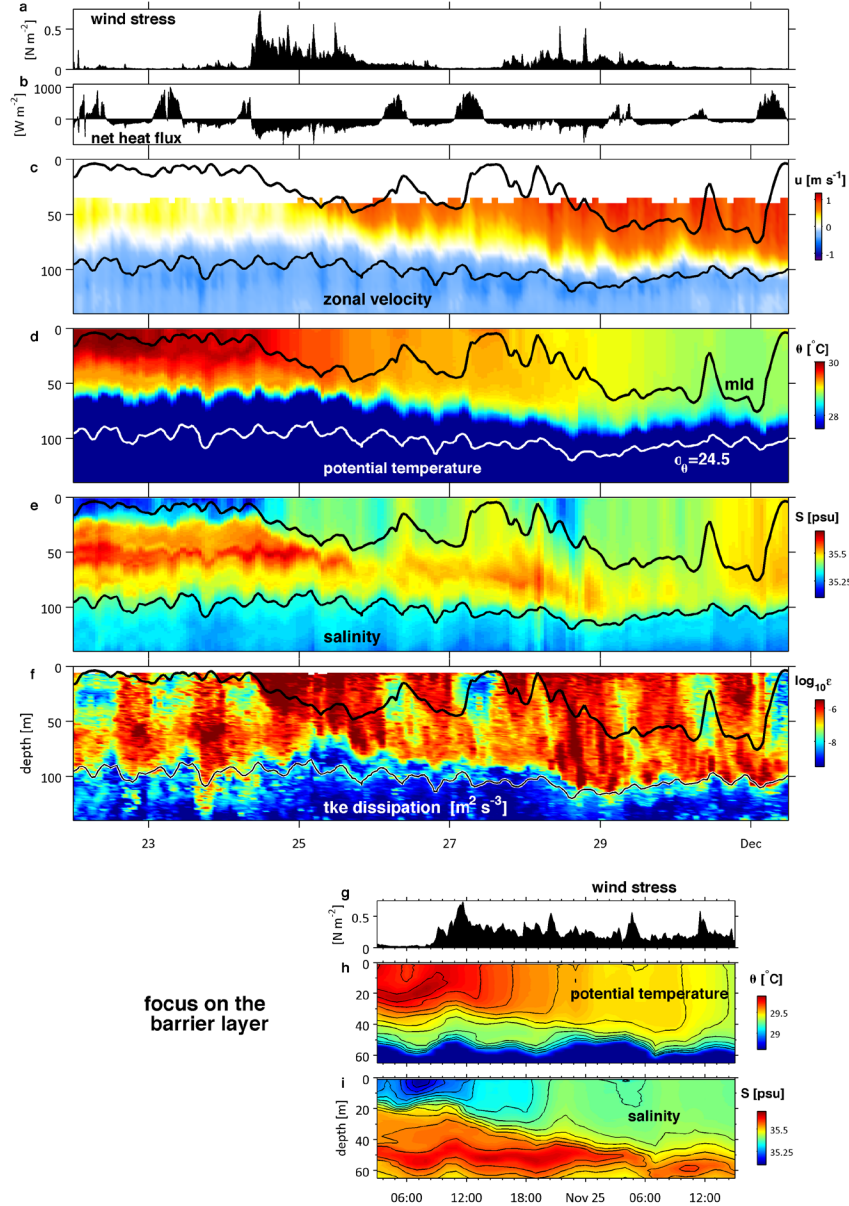 a
wind stress
[N m-2]
0.5
0
b
[W m-2]
1000
0
net heat flux
c
0
50
100
zonal velocity
u [m s-1]
1
0
-1
d
0
50
100
mld
potential temperature
σθ=24.5
θ [°C]
30
28
e
0
50
100
salinity
S [psu]
35.5
35.25
f
0
50
100
depth [m]
tke dissipation [m2 s-3]
log10ε
-6
-8
23 25 27 29 Dec
g
wind stress
[N m-2]
0.5
0
focus on the
barrier layer
h
0
20
40
60
potential temperature
θ [°C]
29.5
29
i
0
20
40
60
depth [m]
salinity
S [psu]
35.5
35.25
06:00 12:00 18:00 Nov 25 06:00 12:00